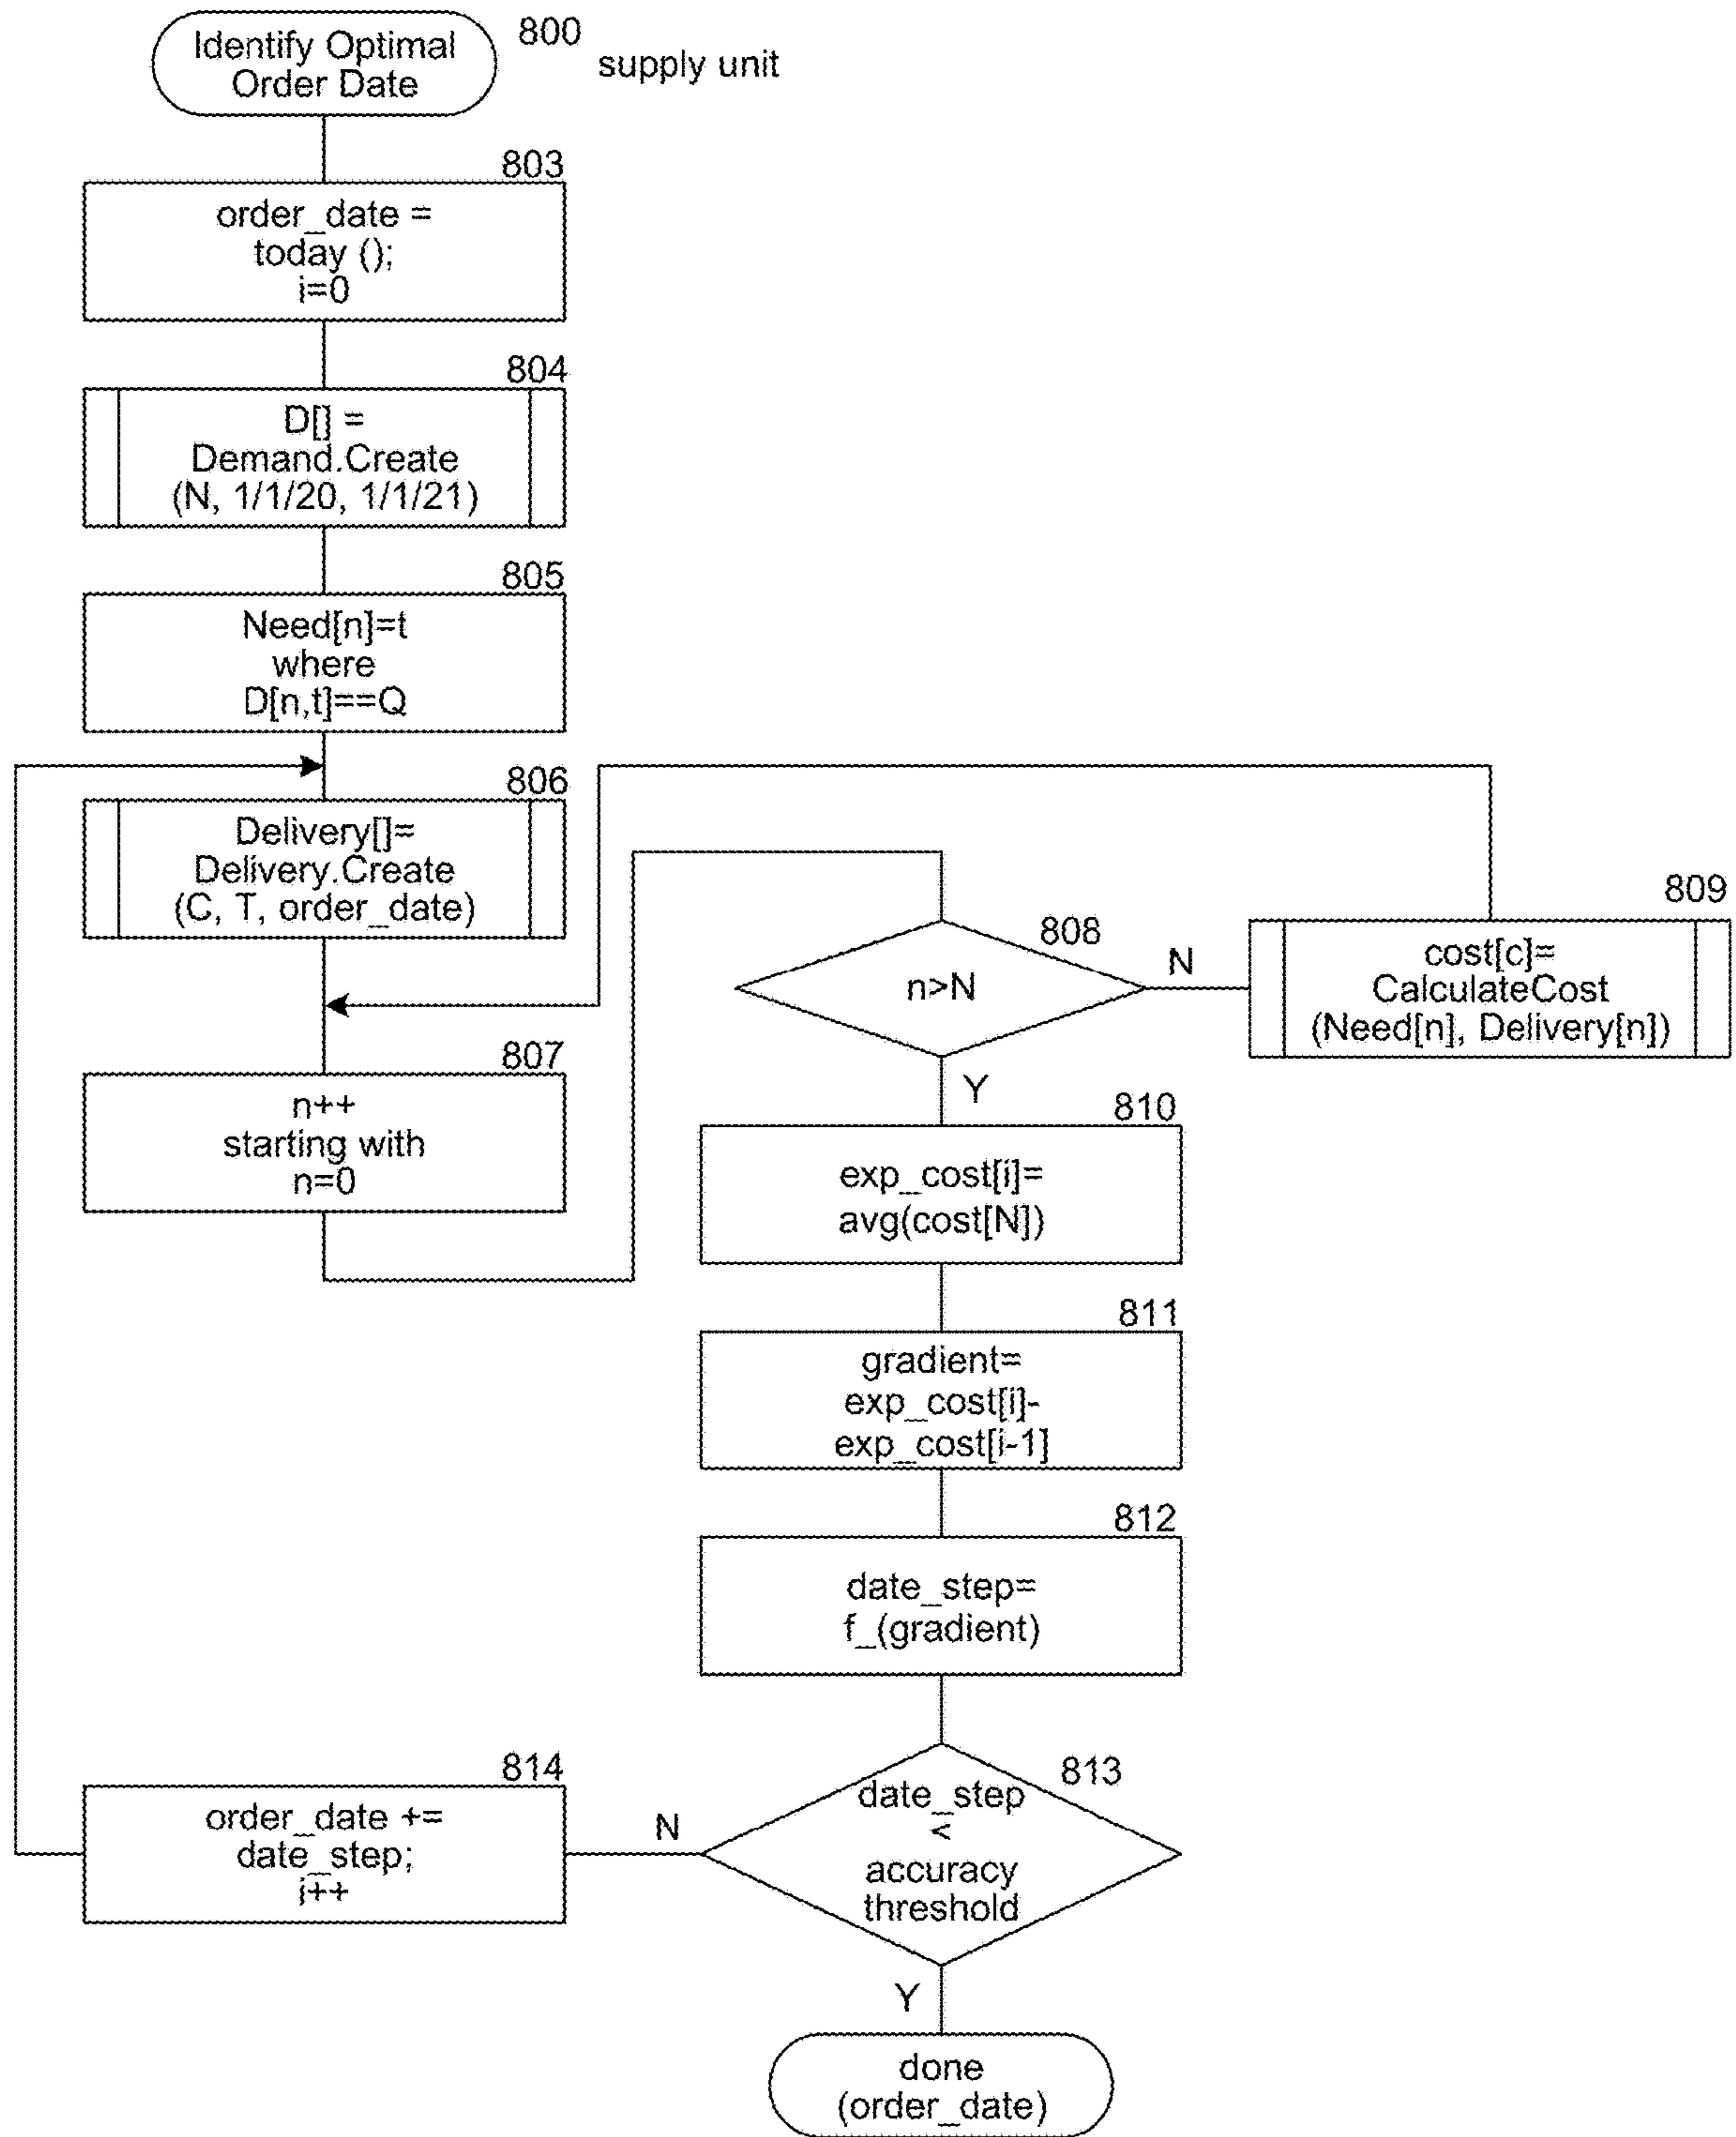 Identify Optimal
Order Date
800
supply unit
803
order_date =
today ();
i=0
804
D[] =
Demand.Create
(N, 1/1/20, 1/1/21)
805
Need[n]=t
where
D[n,t]==Q
806
Delivery[]=
Delivery.Create
(C, T, order_date)
807
n++
starting with
n=0
808
n>N
N
Y
809
cost[c]=
CalculateCost
(Need[n], Delivery[n])
810
exp_cost[i]=
avg(cost[N])
811
gradient=
exp_cost[i]-
exp_cost[i-1]
812
date_step=
f_(gradient)
813
date_step
<
accuracy
threshold
N
Y
814
order_date +=
date_step;
i++
done
(order_date)